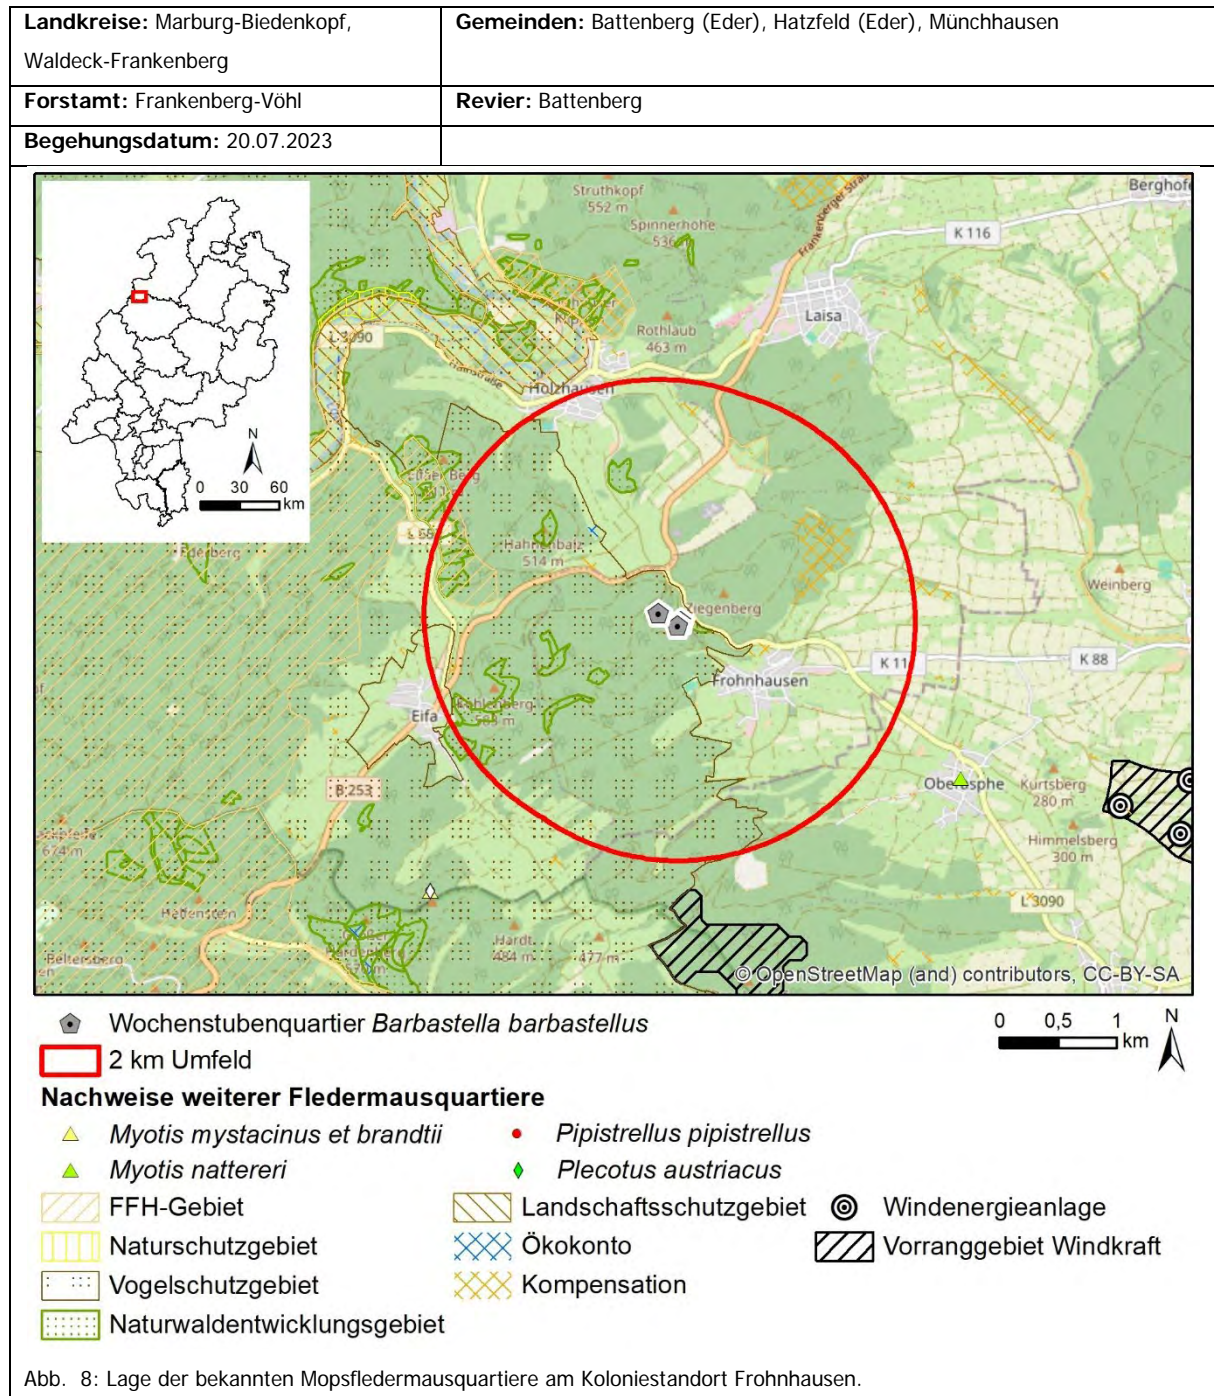 Landkreise: Marburg-Biedenkopf,
Waldeck-Frankenberg
Gemeinden: Battenberg (Eder), Hatzfeld (Eder), Münchhausen
Forstamt: Frankenberg-Vöhl
Revier: Battenberg
Begehungsdatum: 20.07.2023
N
0 30 60
km
Struthkopf
552 m
Spinnerhöhe
Frankenberger
K 116
Laisa
Rothlaub
463 m
L 3090
Holzhausen
Hahnenbalz
514 m
Ziegenberg
Weinberg
K 88
Frohnhausen
Eifa
B 253
Kurtsberg
280 m
Himmelsberg
300 m
L 3090
674 m
Hardt
484 m
477 m
© OpenStreetMap (and) contributors, CC-BY-SA
Wochenstubenquartier Barbastella barbastellus
2 km Umfeld
0 0,5 1
km
N
Nachweise weiterer Fledermausquartiere
Myotis mystacinus et brandtii
Pipistrellus pipistrellus
Myotis nattereri
Plecotus austriacus
FFH-Gebiet
Landschaftsschutzgebiet
Windenergieanlage
Naturschutzgebiet
Ökokonto
Vorranggebiet Windkraft
Vogelschutzgebiet
Kompensation
Naturwaldentwicklungsgebiet
Abb. 8: Lage der bekannten Mopsfledermausquartiere am Koloniestandort Frohnhausen.